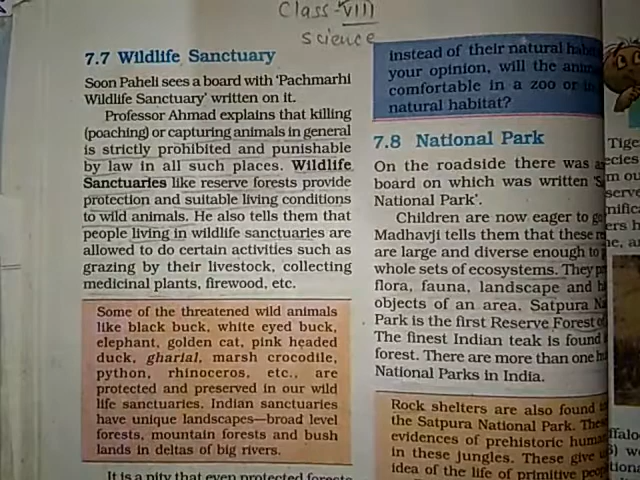 Class-VIII
Science
7.7 Wildlife Sanctuary
Soon Paheli sees a board with 'Pachmarhi
Wildlife Sanctuary' written on it.
Professor Ahmad explains that killing
(poaching) or capturing animals in general
is strictly prohibited and punishable
by law in all such places. Wildlife
Sanctuaries like reserve forests provide
protection and suitable living conditions
to wild animals. He also tells them that
people living in wildlife sanctuaries are
allowed to do certain activities such as
grazing by their livestock, collecting
medicinal plants, firewood, etc.
Some of the threatened wild animals
like black buck, white eyed buck,
elephant, golden cat, pink headed
duck, gharial, marsh crocodile,
python, rhinoceros, etc., are
protected and preserved in our wild
life sanctuaries. Indian sanctuaries
have unique landscapes—broad level
forests, mountain forests and bush
lands in deltas of big rivers.
It is a pity that even protected forests
instead of their natural
your opinion, will the
comfortable in a zoo or
natural habitat?
7.8 National Park
On the roadside there was
board on which was written
National Park'.
Children are now eager to
Madhavji tells them that these
are large and diverse enough to
whole sets of ecosystems. They
flora, fauna, landscape and
objects of an area. Satpura
Park is the first Reserve Forest
The finest Indian teak is found
forest. There are more than one
National Parks in India.
Rock shelters are also found
the Satpura National Park. These
evidences of prehistoric
in these jungles. These give
idea of the life of primitive